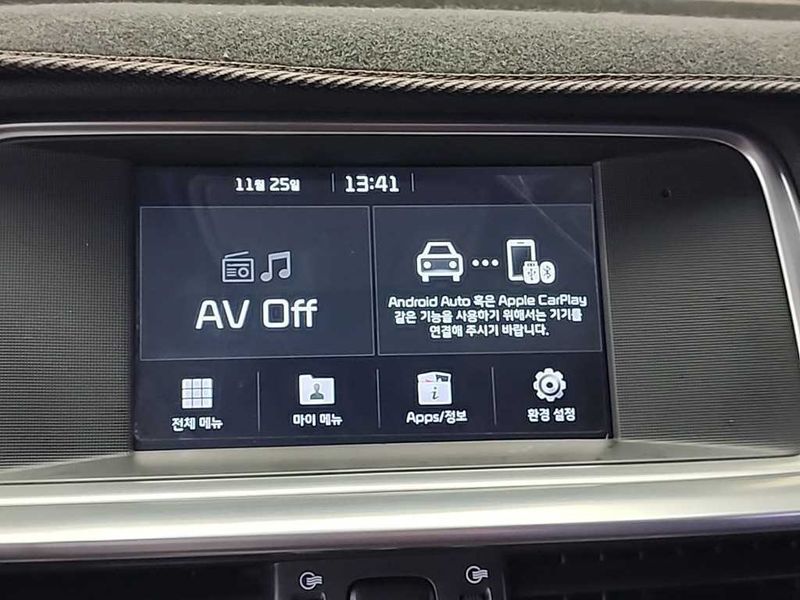 11월 25일
13:41
AV Off
Android Auto 혹은 Apple CarPlay
같은 기능을 사용하기 위해서는 기기를
연결해 주시기 바랍니다.
전체 메뉴
마이 메뉴
Apps/정보
환경 설정